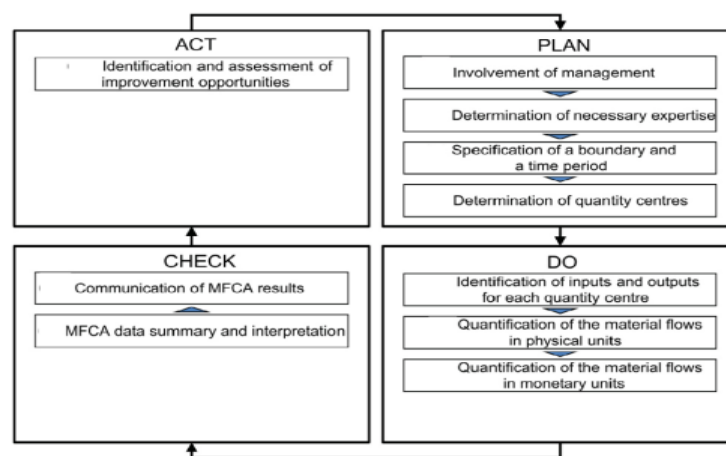 ACT
Identification and assessment of
improvement opportunities
PLAN
Involvement of management
Determination of necessary expertise
Specification of a boundary and
a time period
Determination of quantity centres
CHECK
Communication of MFCA results
MFCA data summary and interpretation
DO
Identification of inputs and outputs
for each quantity centre
Quantification of the material flows
in physical units
Quantification of the material flows
in monetary units